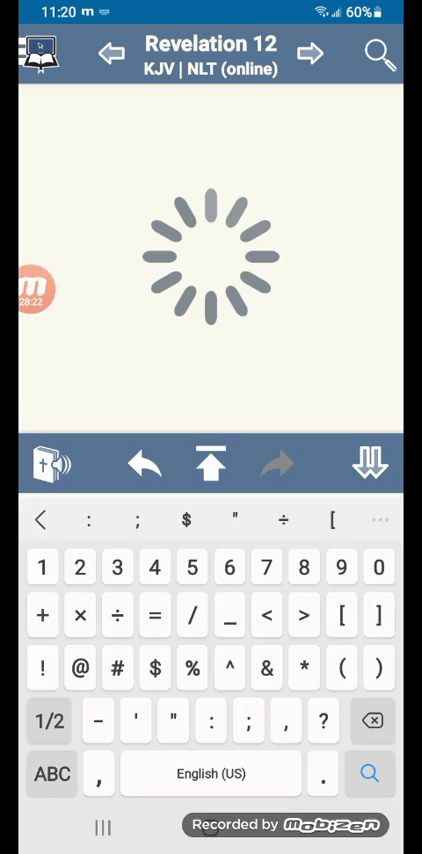 11:20 m
60%
Revelation 12
KJV | NLT (online)
m
28:22
: ; $ " ÷ [ ...
1 2 3 4 5 6 7 8 9 0
+ × ÷ = / _ < > [ ]
! @ # $ % ^ & * ( )
1/2 - ' " : ; , ?
ABC , English (US) .
Recorded by mobizen